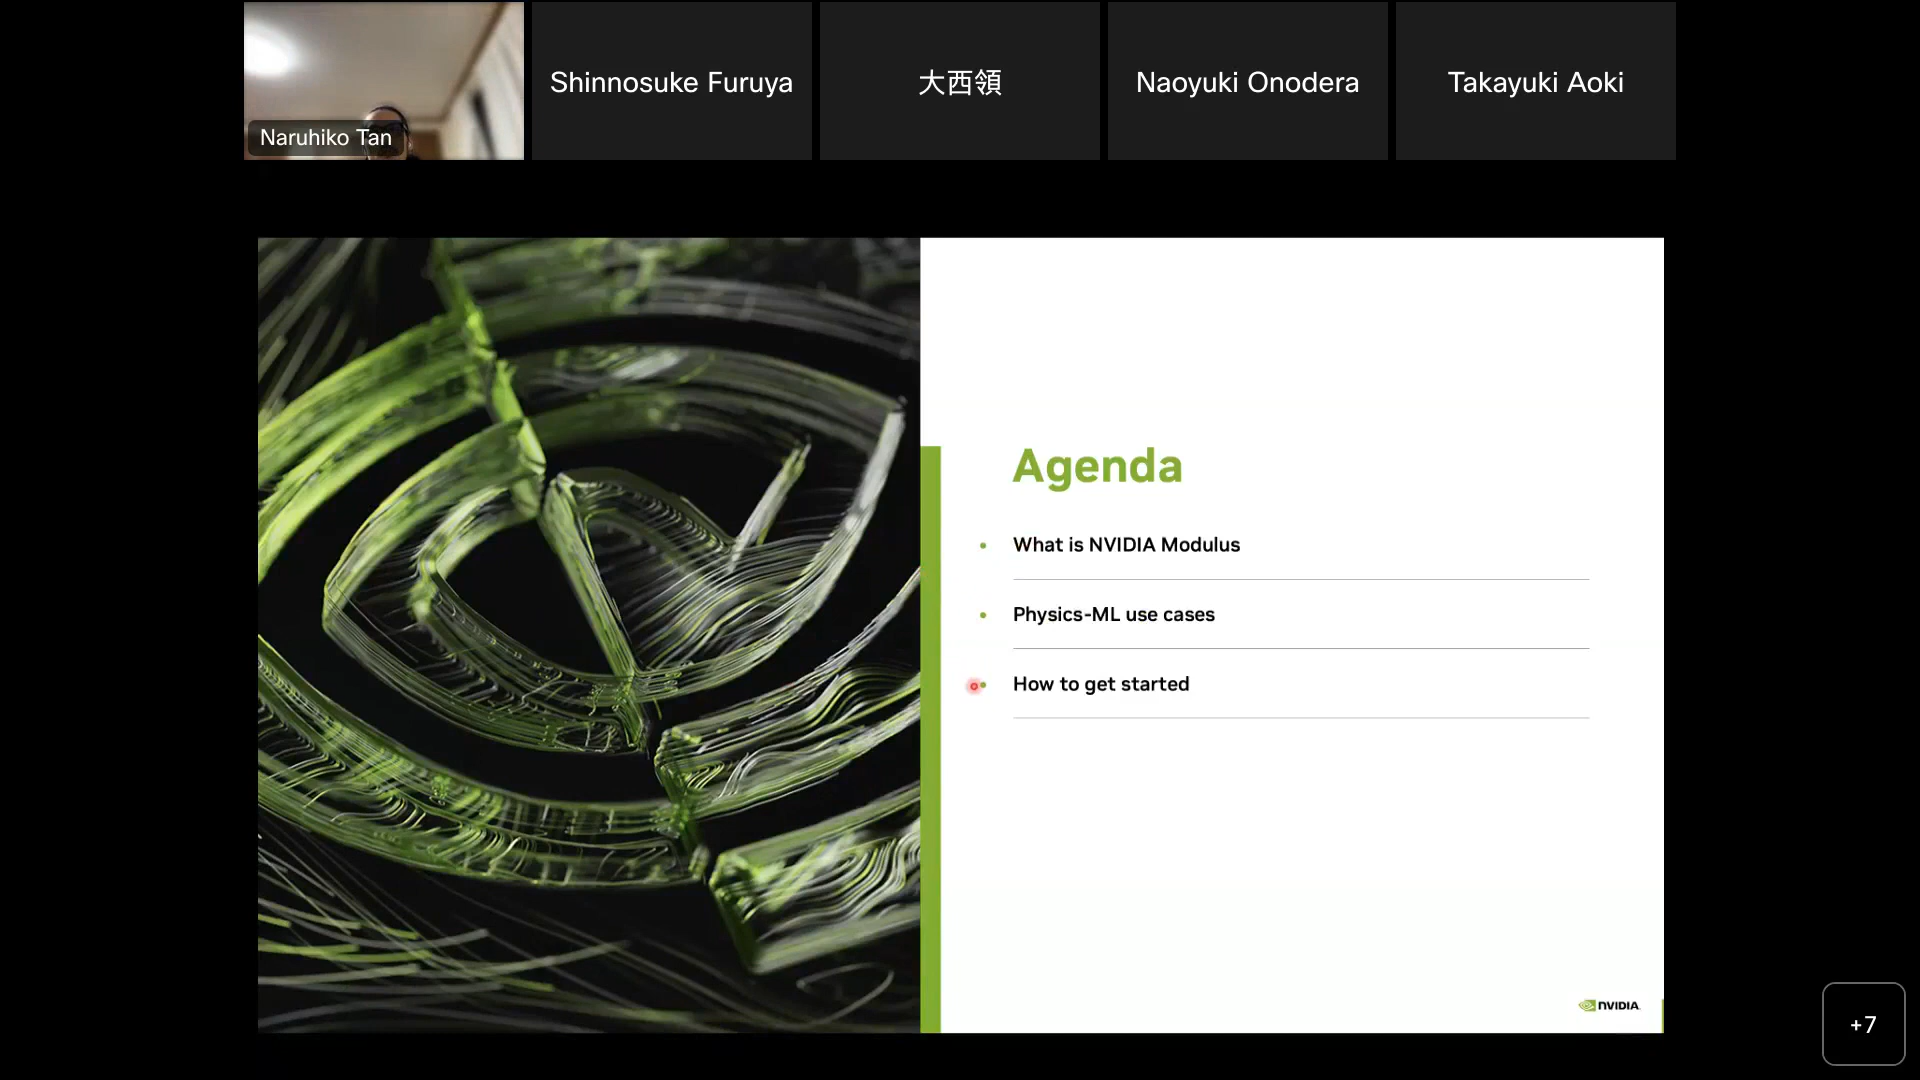 Naruhiko Tan
Shinnosuke Furuya
大西領
Naoyuki Onodera
Takayuki Aoki
Agenda
What is NVIDIA Modulus
Physics-ML use cases
How to get started
NVIDIA
+7